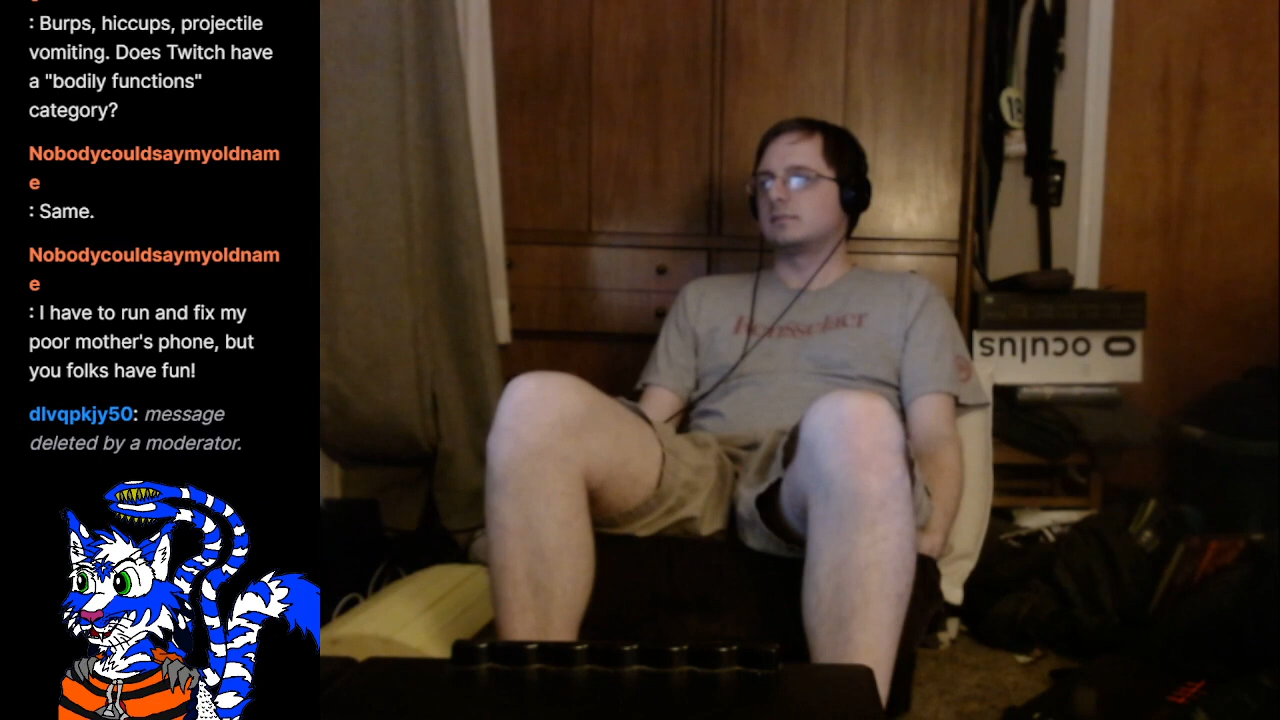 : Burps, hiccups, projectile
vomiting. Does Twitch have
a "bodily functions"
category?
Nobodycouldsaymyoldnam
e
: Same.
Nobodycouldsaymyoldnam
e
: I have to run and fix my
poor mother's phone, but
you folks have fun!
dlvqpkjy50: message
deleted by a moderator.
Rensselaer
oculus